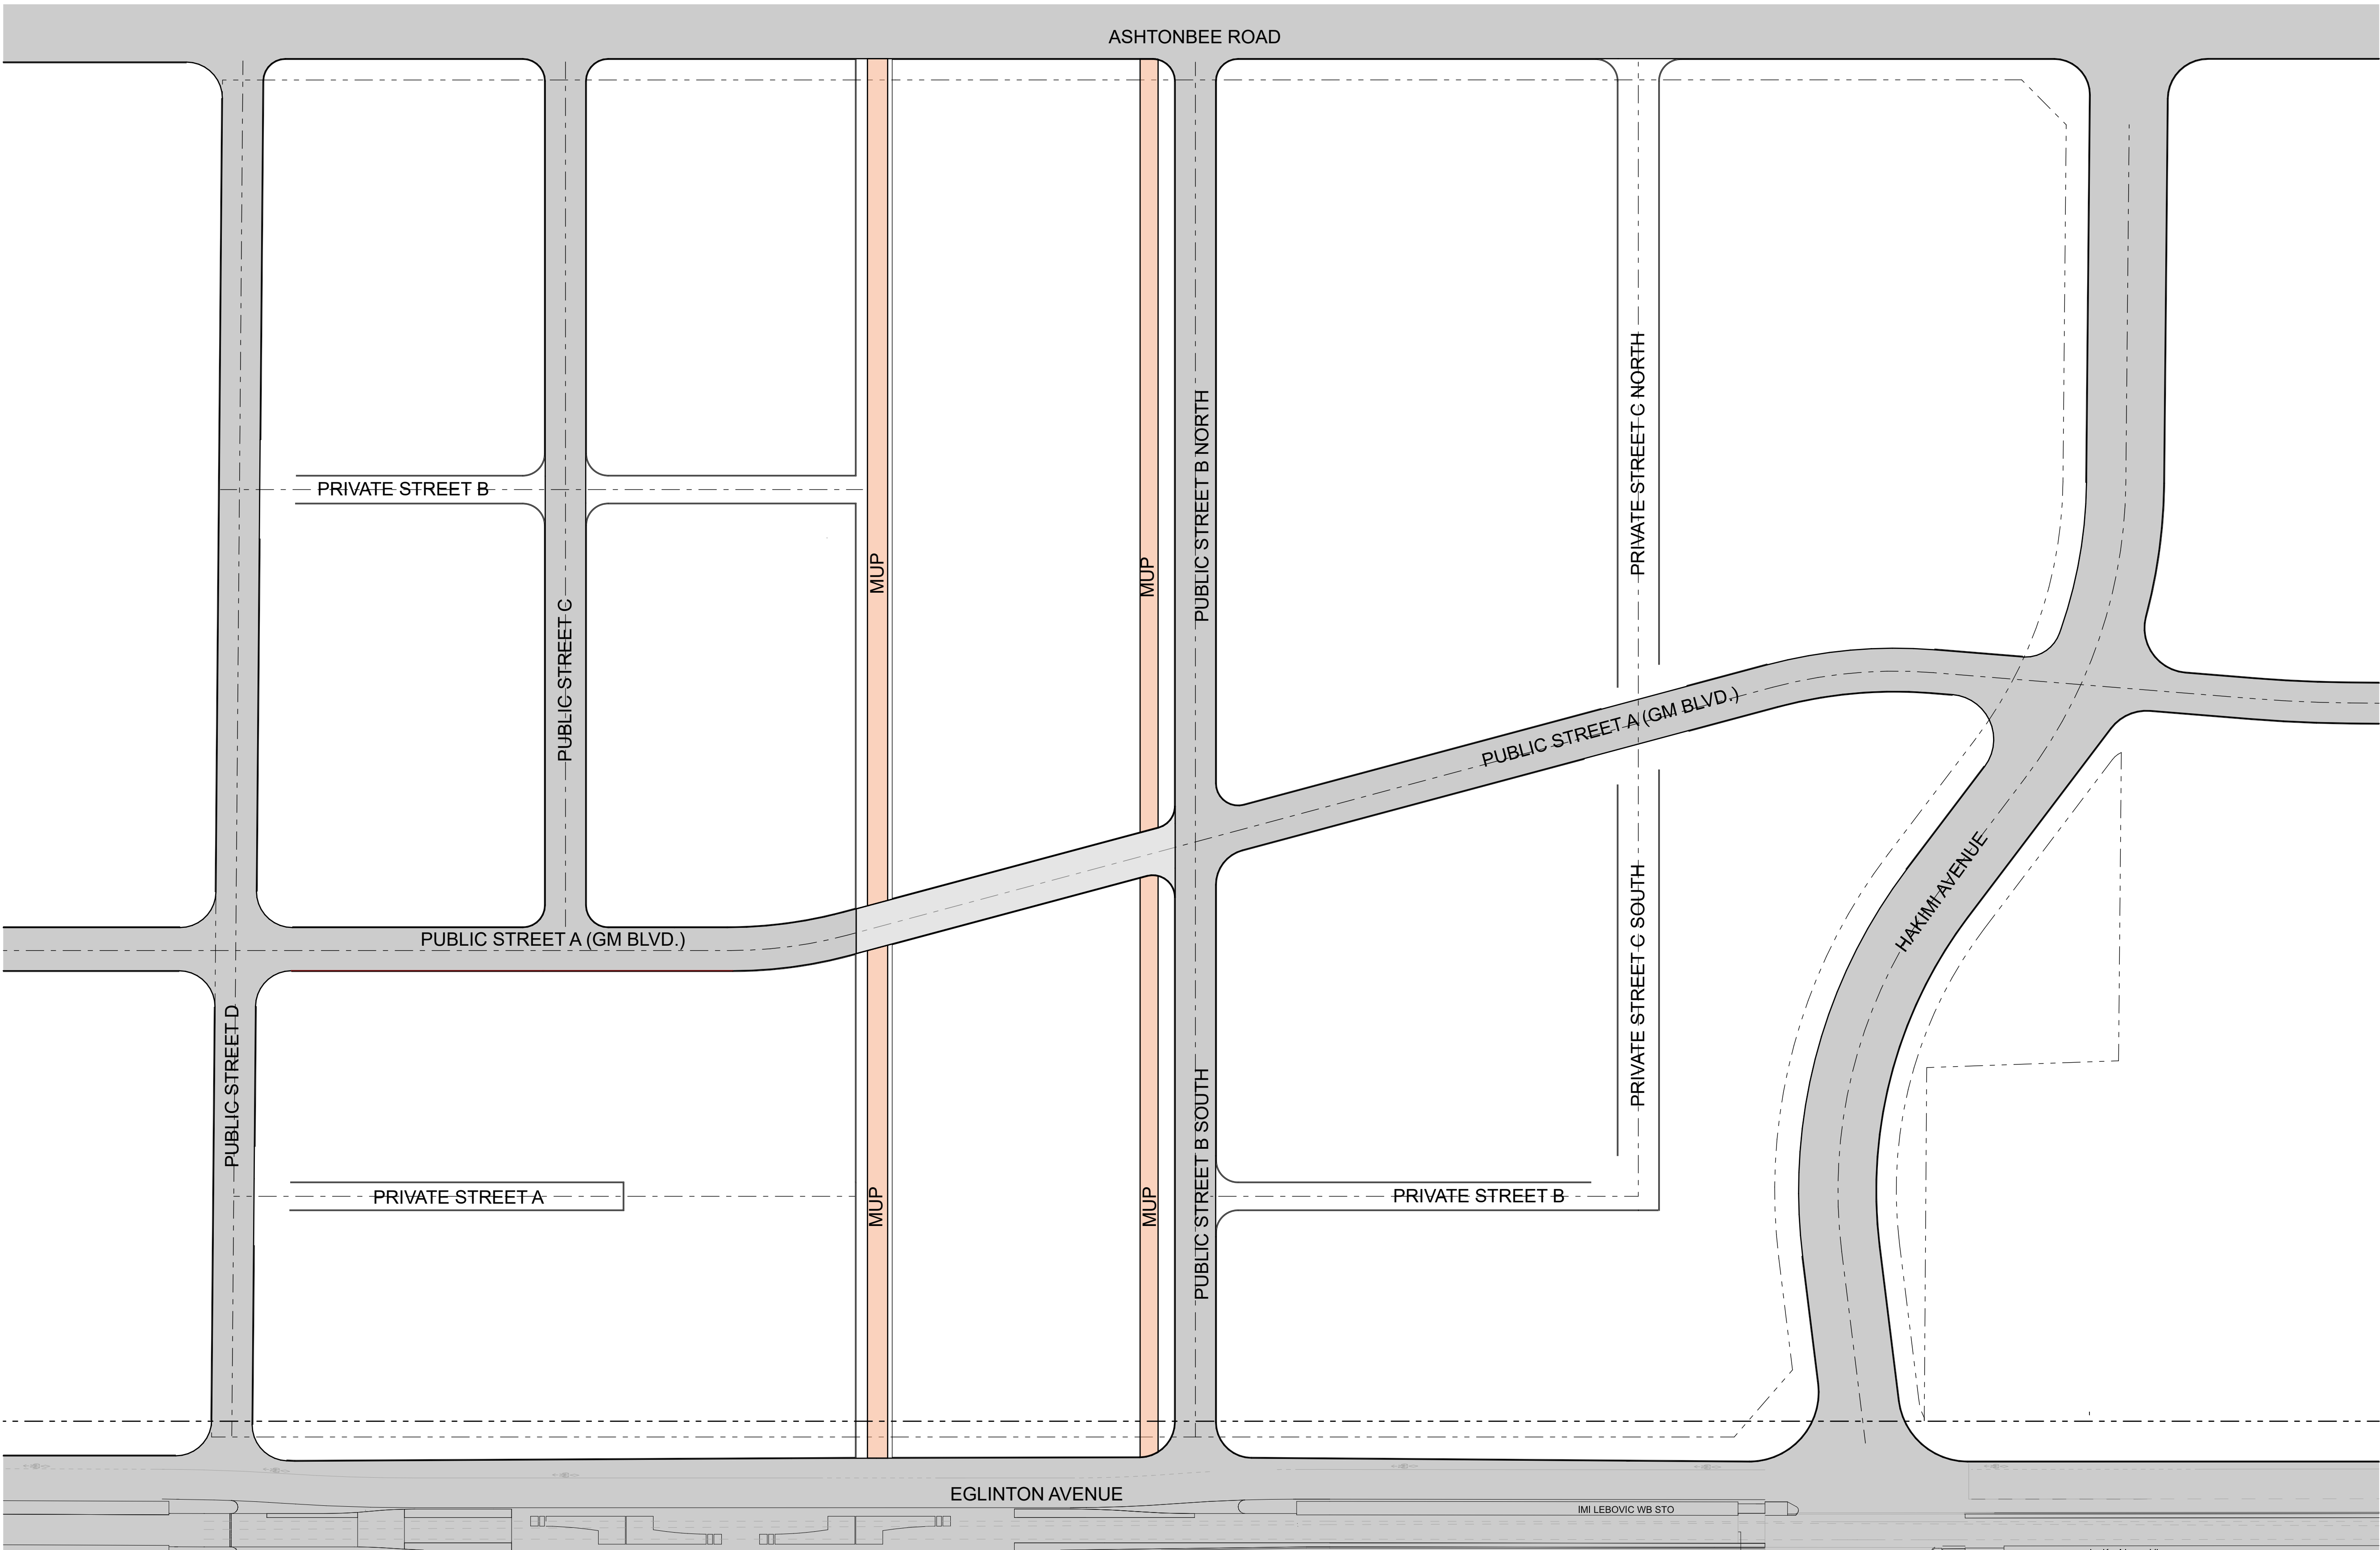 ASHTONBEE ROAD
PRIVATE STREET C NORTH
PUBLIC STREET B NORTH
PRIVATE STREET B
MUP
MUP
PUBLIC STREET C
PUBLIC STREET A (GM BLVD.)
HAKIMI AVENUE
PUBLIC STREET A (GM BLVD.)
PRIVATE STREET C SOUTH
PUBLIC STREET D
PUBLIC STREET B SOUTH
PRIVATE STREET A
MUP
MUP
PRIVATE STREET B
EGLINTON AVENUE
IMI LEBOVIC WB STO